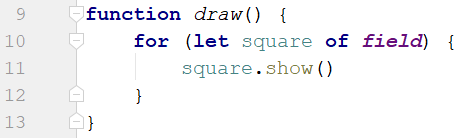 9 function draw() {
10     for (let square of field) {
11         square.show()
12     }
13 }